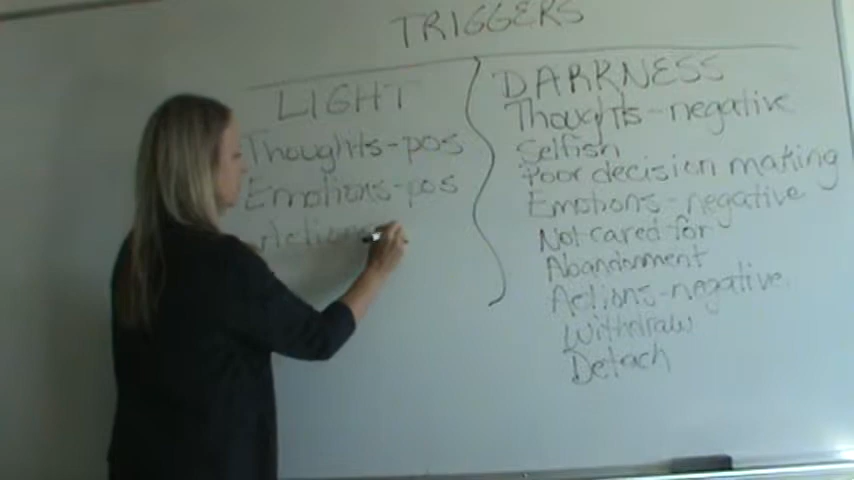 TRIGGERS
LIGHT
Thoughts-pos
Emotions-pos
Actions
DARKNESS
Thoughts-negative
Selfish
Poor decision making
Emotions-negative
Not cared for
Abandonment
Actions-negative
Withdraw
Detach